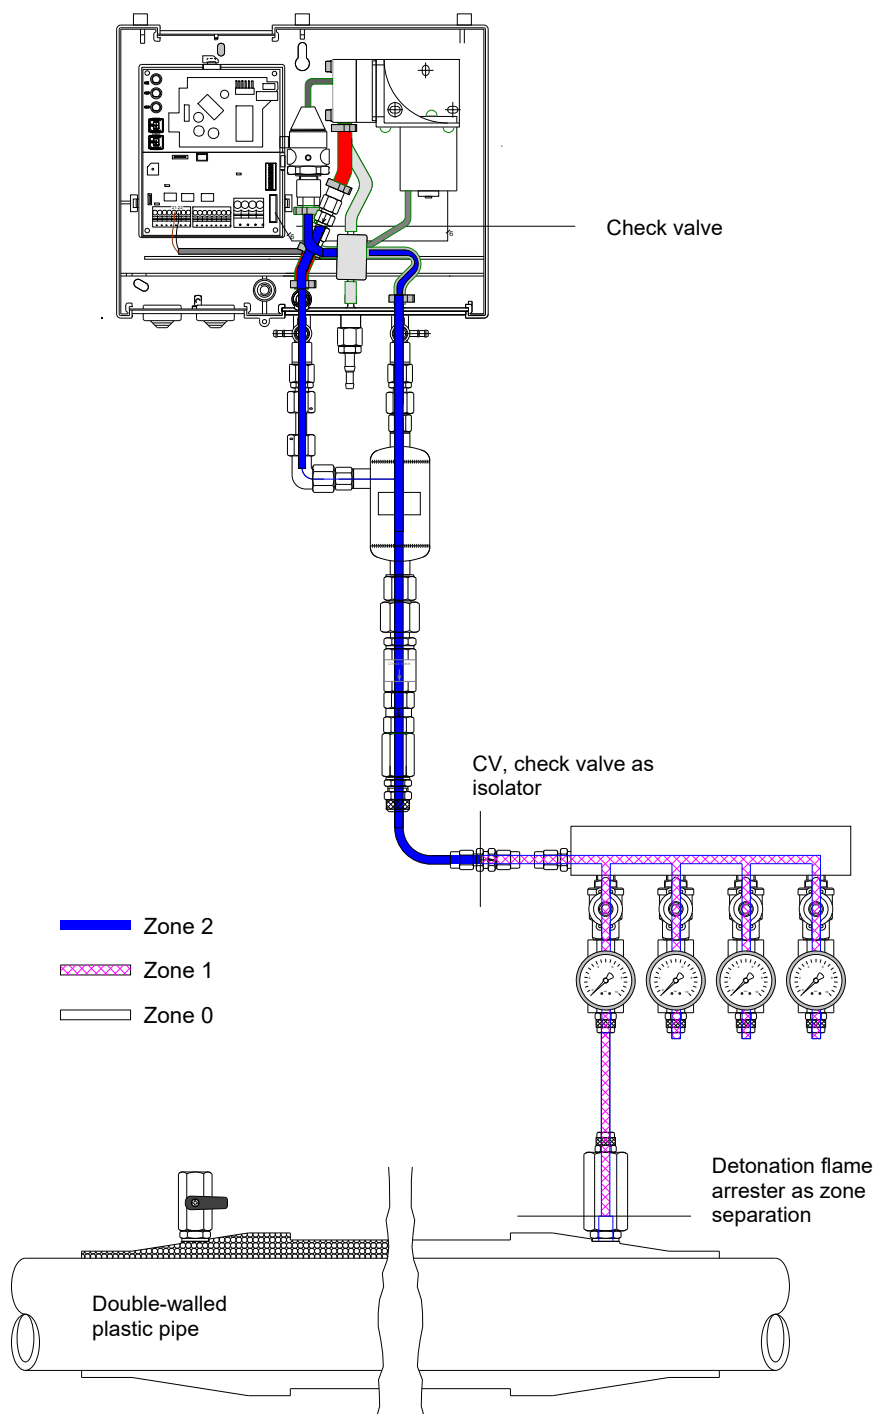 Check valve
CV, check valve as
isolator
Zone 2
Zone 1
Zone 0
Detonation flame
arrester as zone
separation
Double-walled
plastic pipe